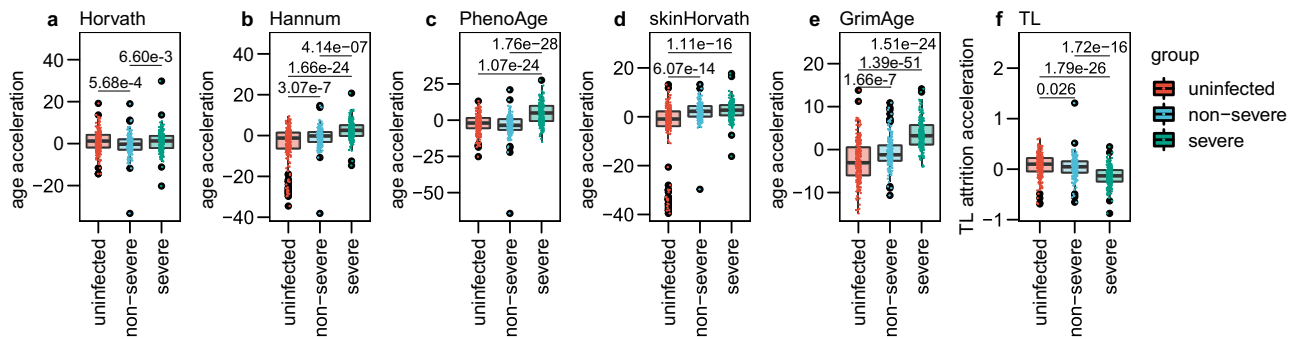 a Horvath
age acceleration
20
0
−20
5.68e−4
6.60e−3
uninfected
non−severe
severe
b Hannum
age acceleration
40
20
0
−20
−40
4.14e−07
1.66e−24
3.07e−7
uninfected
non−severe
severe
c PhenoAge
age acceleration
25
0
−25
−50
1.76e−28
1.07e−24
uninfected
non−severe
severe
d skinHorvath
age acceleration
20
0
−20
−40
1.11e−16
6.07e−14
uninfected
non−severe
severe
e GrimAge
age acceleration
20
10
0
−10
1.51e−24
1.39e−51
1.66e−7
uninfected
non−severe
severe
f TL
TL attrition acceleration
2
1
0
−1
1.72e−16
1.79e−26
0.026
uninfected
non−severe
severe
group
uninfected
non−severe
severe